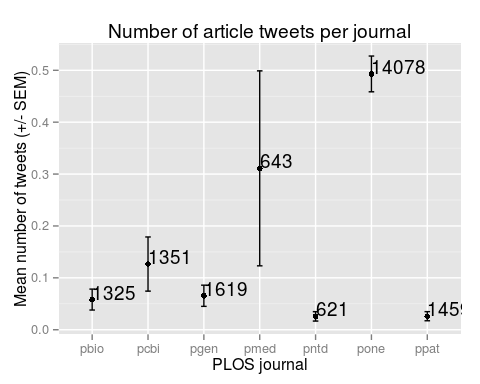 Number of article tweets per journal
Mean number of tweets (+/- SEM)
0.5
0.4
0.3
0.2
0.1
0.0
1325
1351
1619
643
621
14078
145
pbio
pcbi
pgen
pmed
pntd
pone
ppat
PLOS journal